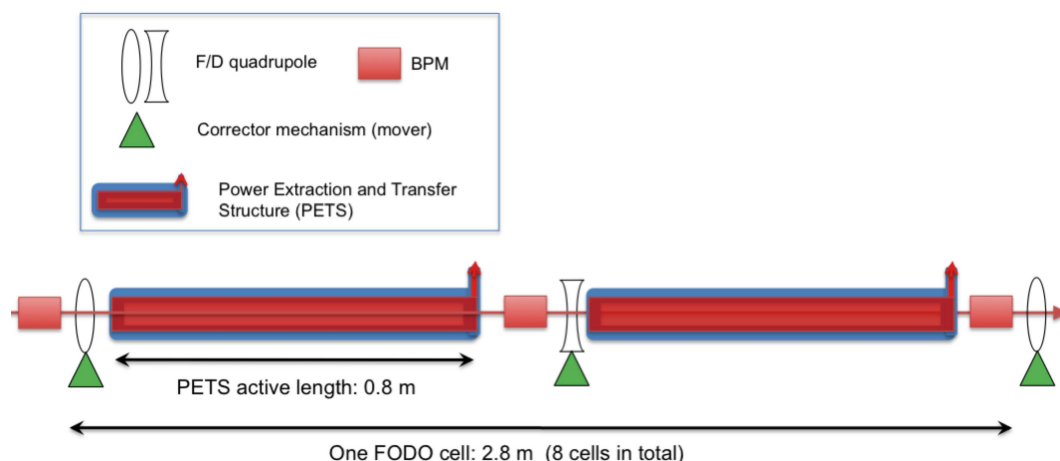 F/D quadrupole
BPM
Corrector mechanism (mover)
Power Extraction and Transfer
Structure (PETS)
PETS active length: 0.8 m
One FODO cell: 2.8 m  (8 cells in total)